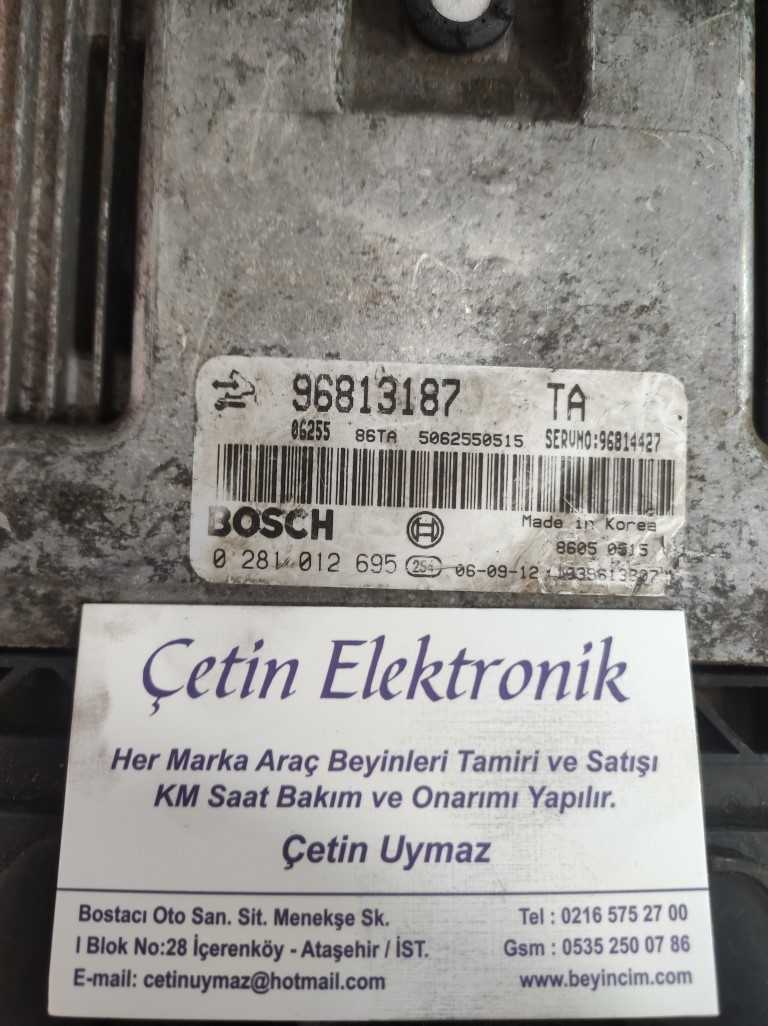 96813187 TA
06255 86TA 5062550515 SERVNO:96814427
BOSCH
Made in Korea
8605 0515
0 281 012 695 254 06-09-12
Çetin Elektronik
Her Marka Araç Beyinleri Tamiri ve Satışı
KM Saat Bakım ve Onarımı Yapılır.
Çetin Uymaz
Bostacı Oto San. Sit. Menekşe Sk.
Tel : 0216 575 27 00
I Blok No:28 İçerenköy - Ataşehir / İST.
Gsm : 0535 250 07 86
E-mail: cetinuymaz@hotmail.com
www.beyincim.com